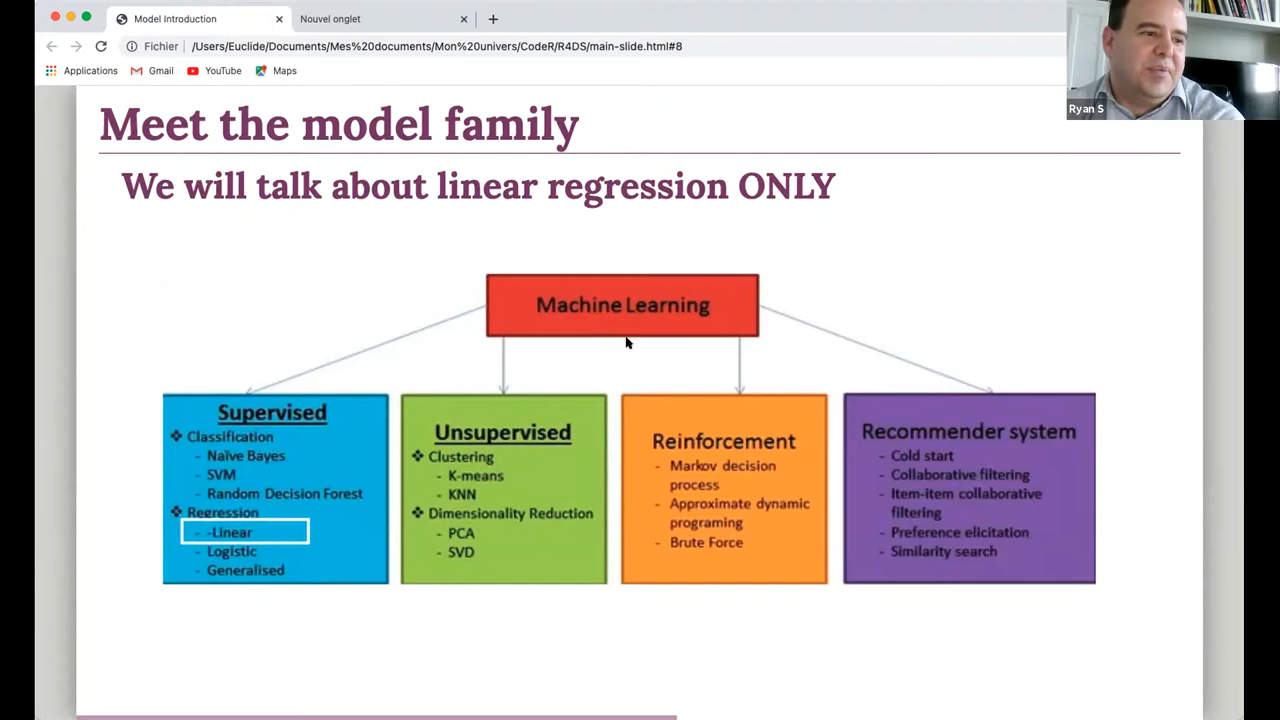 Model Introduction
Nouvel onglet
Fichier
/Users/Euclide/Documents/Mes%20documents/Mon%20univers/CodeR/R4DS/main-slide.html#8
Applications
Gmail
YouTube
Maps
Ryan S
Meet the model family
We will talk about linear regression ONLY
Machine Learning
Supervised
❖ Classification
- Naïve Bayes
- SVM
- Random Decision Forest
❖ Regression
- -Linear
- Logistic
- Generalised
Unsupervised
❖ Clustering
- K-means
- KNN
❖ Dimensionality Reduction
- PCA
- SVD
Reinforcement
- Markov decision
process
- Approximate dynamic
programing
- Brute Force
Recommender system
- Cold start
- Collaborative filtering
- Item-item collaborative
filtering
- Preference elicitation
- Similarity search